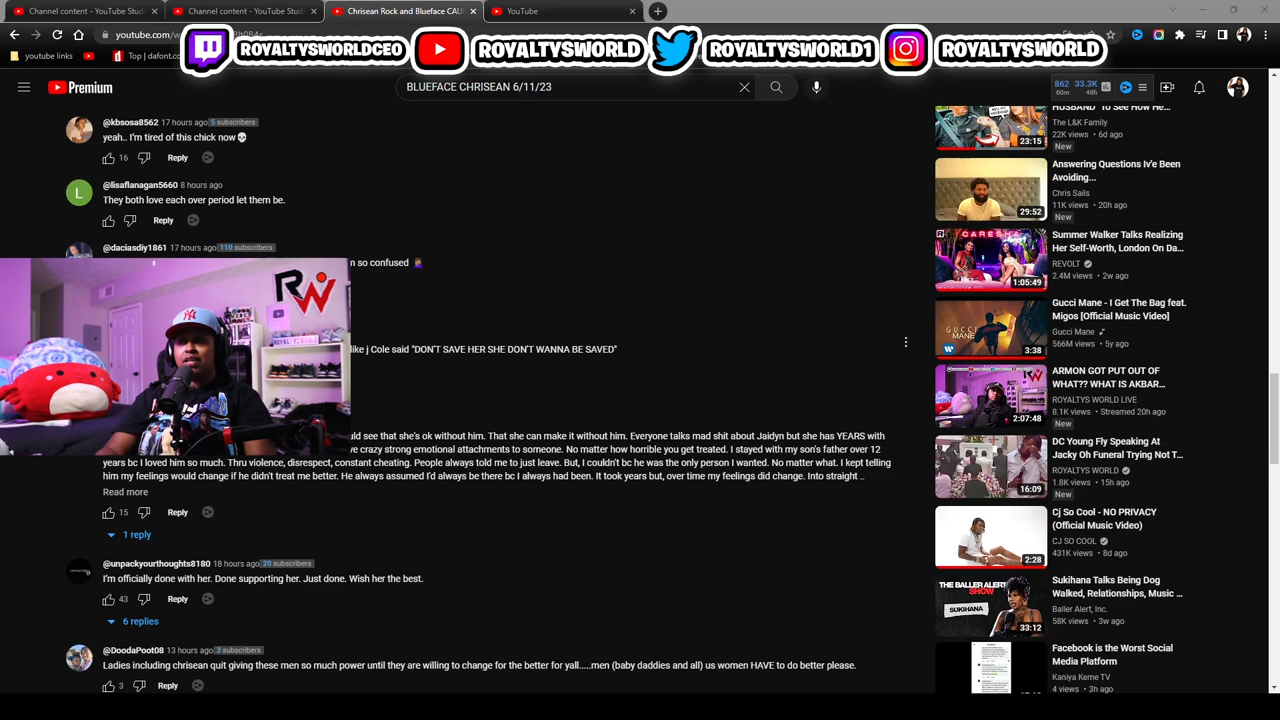 Channel content - YouTube Stud
Channel content - YouTube Stud
Chrisean Rock and Blueface CAU
YouTube
youtube.com/w
youtube links
Top | dafont.c
ROYALTYSWORLDCEO
ROYALTYSWORLD
ROYALTYSWORLD1
ROYALTYSWORLD
Premium
BLUEFACE CHRISEAN 6/11/23
862 33.3K
60m 48h
@kbsosa8562 17 hours ago 5 subscribers
yeah.. I'm tired of this chick now💀
16 Reply
@lisaflanagan5660 8 hours ago
They both love each over period let them be.
Reply
@daciasdiy1861 17 hours ago 110 subscribers
m so confused 🤦🏾‍♀️
like j Cole said "DON'T SAVE HER SHE DON'T WANNA BE SAVED"
uld see that she's ok without him. That she can make it without him. Everyone talks mad shit about Jaidyn but she has YEARS with
ve crazy strong emotional attachments to someone. No matter how horrible you get treated. I stayed with my son's father over 12
years bc I loved him so much. Thru violence, disrespect, constant cheating. People always told me to just leave. But, I couldn't bc he was the only person I wanted. No matter what. I kept telling
him my feelings would change if he didn't treat me better. He always assumed I'd always be there bc I always had been. It took years but, over time my feelings did change. Into straight ..
Read more
15 Reply
1 reply
@unpackyourthoughts8180 18 hours ago 20 subscribers
I'm officially done with her. Done supporting her. Just done. Wish her the best.
43 Reply
6 replies
@DoodaPoot08 13 hours ago 3 subscribers
Ladies including chrisean quit giving these men so much power until they are willing to change for the better for yall.....men (baby daddies and all) us women HAVE to do better please.
3 Reply
RW
HUSBAND" To See How He...
The L&K Family
22K views • 6d ago
New
23:15
Answering Questions Iv'e Been
Avoiding...
Chris Sails
11K views • 20h ago
New
29:52
CARESHA
Summer Walker Talks Realizing
Her Self-Worth, London On Da...
REVOLT
2.4M views • 2w ago
1:05:49
GUCCI
MANE
Gucci Mane - I Get The Bag feat.
Migos [Official Music Video]
Gucci Mane
566M views • 5y ago
3:38
ARMON GOT PUT OUT OF
WHAT?? WHAT IS AKBAR...
ROYALTYS WORLD LIVE
8.1K views • Streamed 20h ago
2:07:48
DC Young Fly Speaking At
Jacky Oh Funeral Trying Not T...
ROYALTYS WORLD
1.8K views • 15h ago
New
16:09
Cj So Cool - NO PRIVACY
(Official Music Video)
CJ SO COOL
431K views • 8d ago
2:28
THE BALLER ALERT
SHOW
SUKIHANA
Sukihana Talks Being Dog
Walked, Relationships, Music ...
Baller Alert, Inc.
58K views • 3w ago
33:12
Facebook is the Worst Social
Media Platform
Kaniya Keme TV
4 views • 3h ago